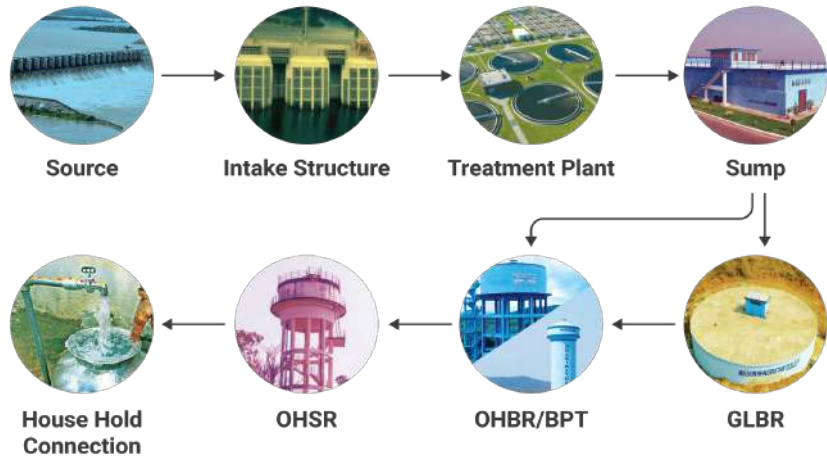 Source
Intake Structure
Treatment Plant
Sump
House Hold
Connection
OHSR
OHBR/BPT
GLBR